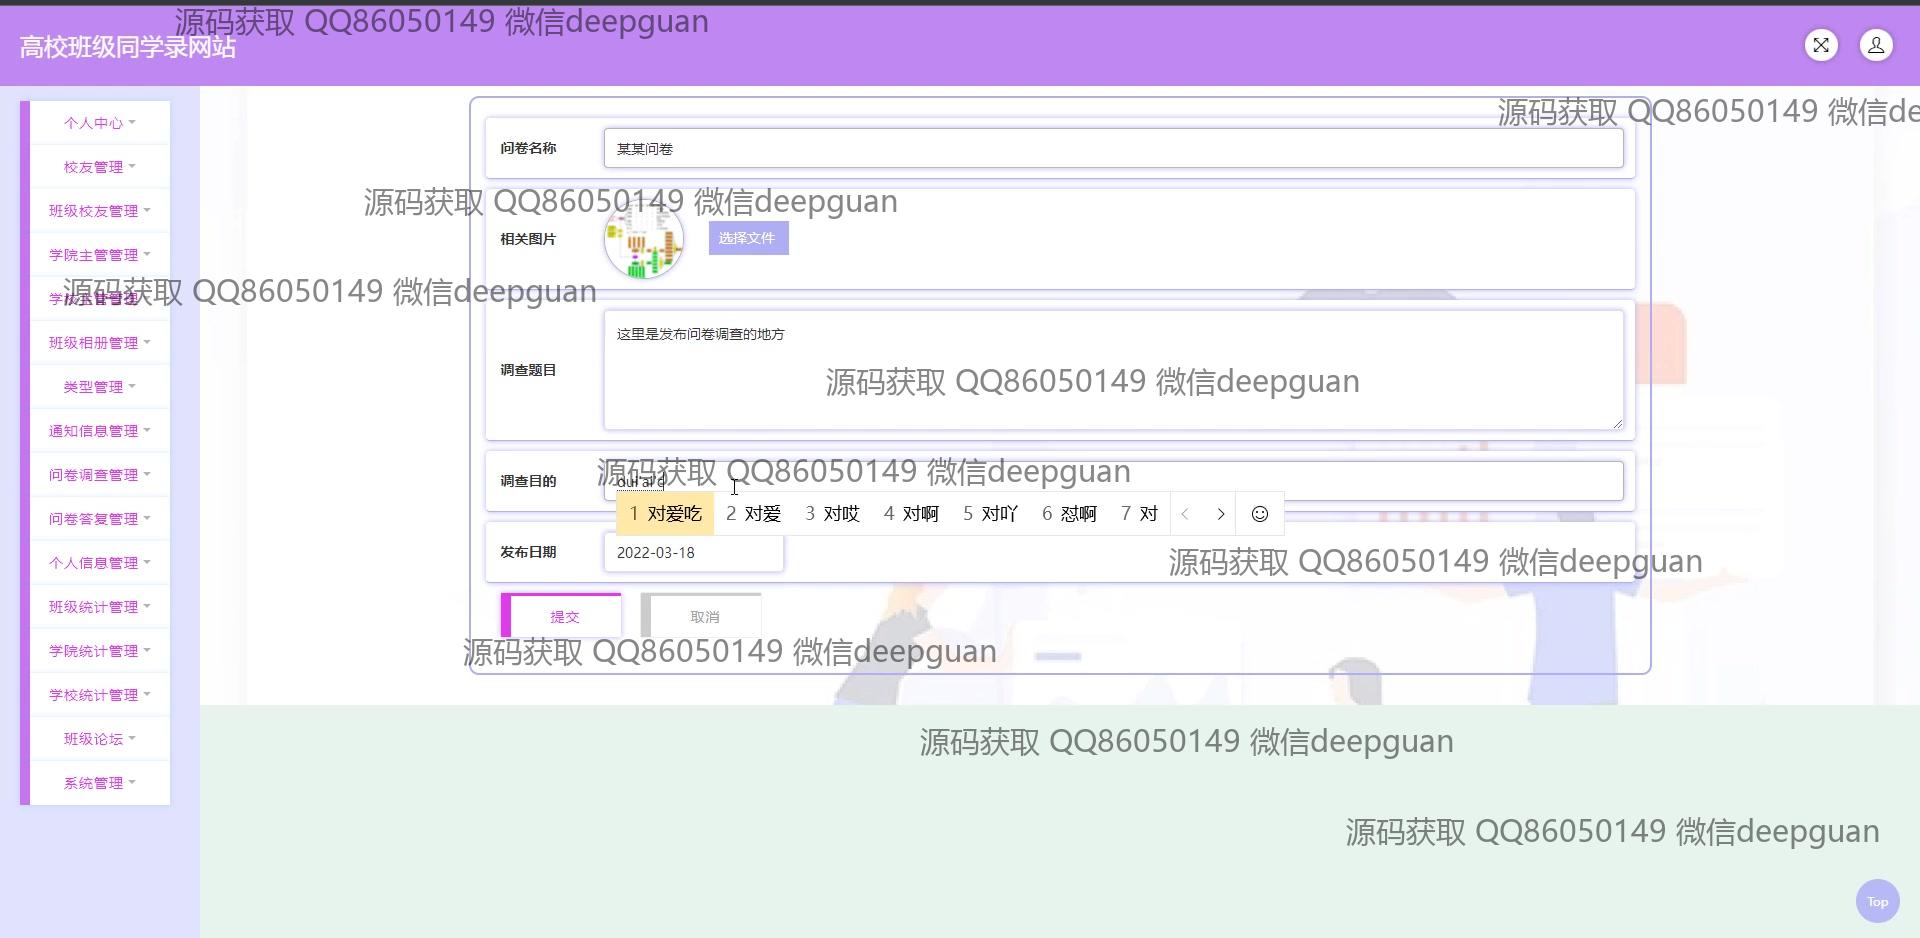 源码获取 QQ86050149 微信deepguan
高校班级同学录网站
源码获取 QQ86050149 微信de
个人中心
校友管理
班级校友管理
学院主管管理
学校主管管理
班级相册管理
类型管理
通知信息管理
问卷调查管理
问卷答复管理
个人信息管理
班级统计管理
学院统计管理
学校统计管理
班级论坛
系统管理
问卷名称 某某问卷
源码获取 QQ86050149 微信deepguan
相关图片 选择文件
源码获取 QQ86050149 微信deepguan
调查题目 这里是发布问卷调查的地方
源码获取 QQ86050149 微信deepguan
源码获取 QQ86050149 微信deepguan
调查目的
1 对爱吃 2 对爱 3 对哎 4 对啊 5 对吖 6 怼啊 7 对
发布日期 2022-03-18
源码获取 QQ86050149 微信deepguan
提交 取消
源码获取 QQ86050149 微信deepguan
源码获取 QQ86050149 微信deepguan
源码获取 QQ86050149 微信deepguan
Top